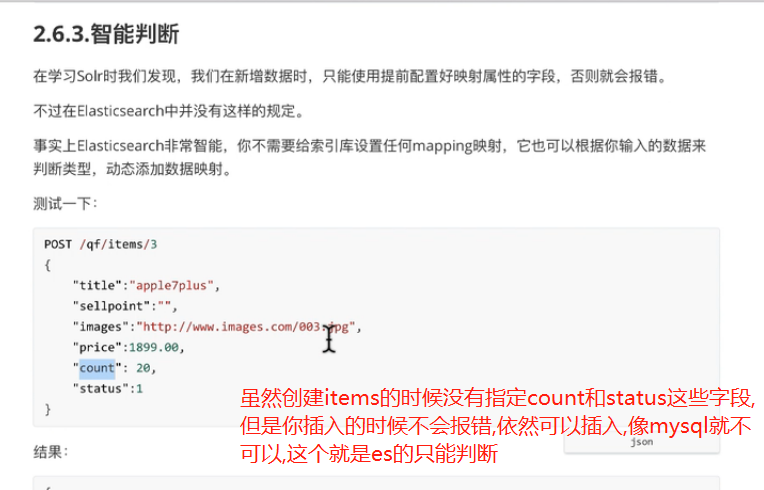 2.6.3.智能判断
在学习Solr时我们发现，我们在新增数据时，只能使用提前配置好映射属性的字段，否则就会报错。
不过在Elasticsearch中并没有这样的规定。
事实上Elasticsearch非常智能，你不需要给索引库设置任何mapping映射，它也可以根据你输入的数据来
判断类型，动态添加数据映射。
测试一下：
POST /qf/items/3
{
"title":"apple7plus",
"sellpoint":"",
"images":"http://www.images.com/003.jpg",
"price":1899.00,
"count": 20,
"status":1
}
虽然创建items的时候没有指定count和status这些字段,
但是你插入的时候不会报错,依然可以插入,像mysql就不
可以,这个就是es的只能判断
json
结果：
{